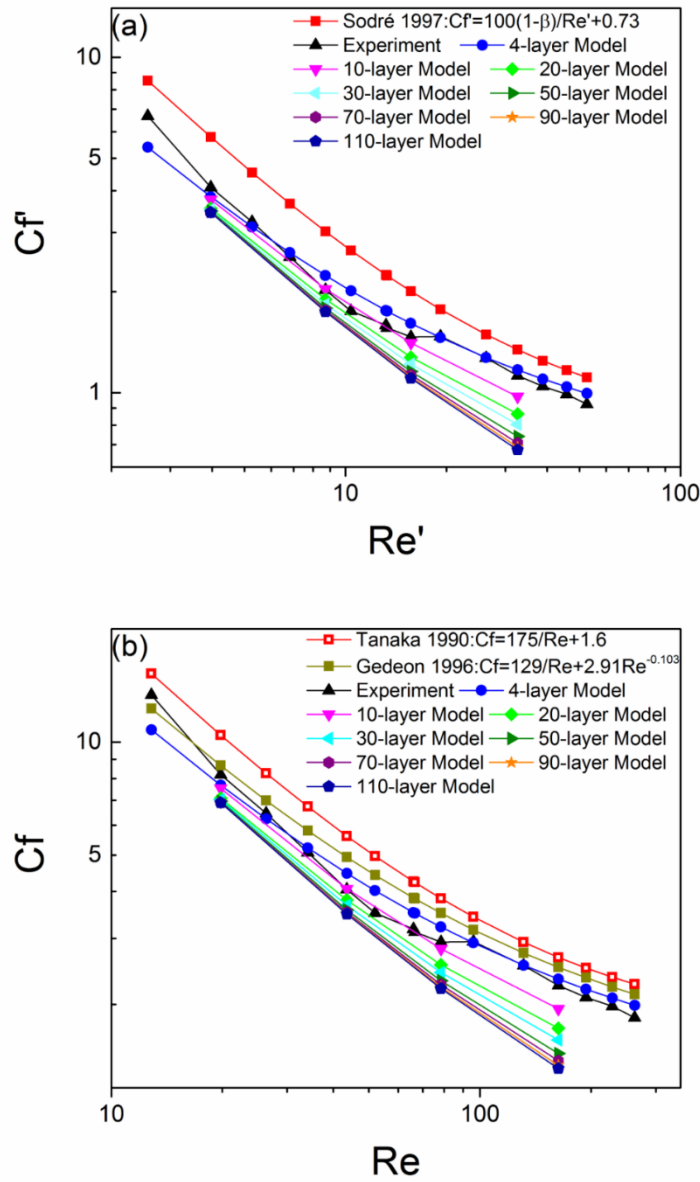 (a)
Sodré 1997:Cf'=100(1-β)/Re'+0.73
Experiment 4-layer Model
10-layer Model 20-layer Model
30-layer Model 50-layer Model
70-layer Model 90-layer Model
110-layer Model
10
5
1
Cf'
10 100
Re'
(b)
Tanaka 1990:Cf=175/Re+1.6
Gedeon 1996:Cf=129/Re+2.91Re^-0.103
Experiment 4-layer Model
10-layer Model 20-layer Model
30-layer Model 50-layer Model
70-layer Model 90-layer Model
110-layer Model
10
5
Cf
10 100
Re